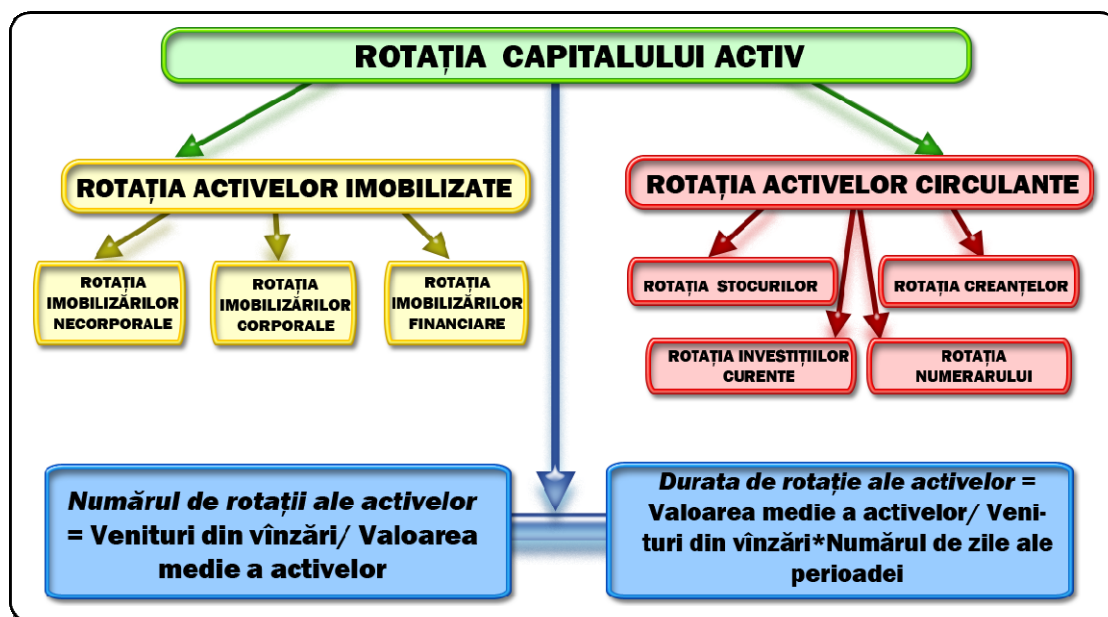 ROTAȚIA CAPITALULUI ACTIV
ROTAȚIA ACTIVELOR IMOBILIZATE
ROTAȚIA
IMOBILIZĂRILOR
NECORPORALE
ROTAȚIA
IMOBILIZĂRILOR
CORPORALE
ROTAȚIA
IMOBILIZĂRILOR
FINANCIARE
ROTAȚIA ACTIVELOR CIRCULANTE
ROTAȚIA STOCURILOR
ROTAȚIA CREANȚELOR
ROTAȚIA INVESTIȚIILOR
CURENTE
ROTAȚIA
NUMERARULUI
Numărul de rotații ale activelor
= Venituri din vînzări/ Valoarea
medie a activelor
Durata de rotație ale activelor =
Valoarea medie a activelor/ Veni-
turi din vînzări*Numărul de zile ale
perioadei